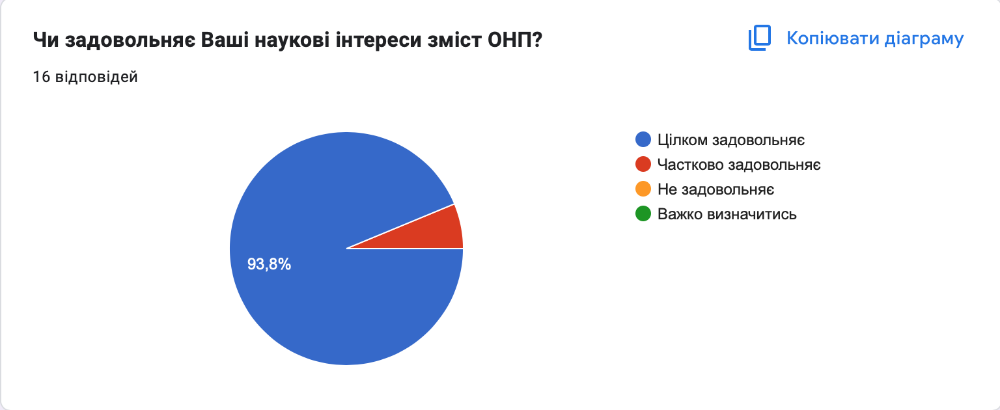 Чи задовольняє Ваші наукові інтереси зміст ОНП?
Копіювати діаграму
16 відповідей
Цілком задовольняє
Частково задовольняє
Не задовольняє
Важко визначитись
93,8%